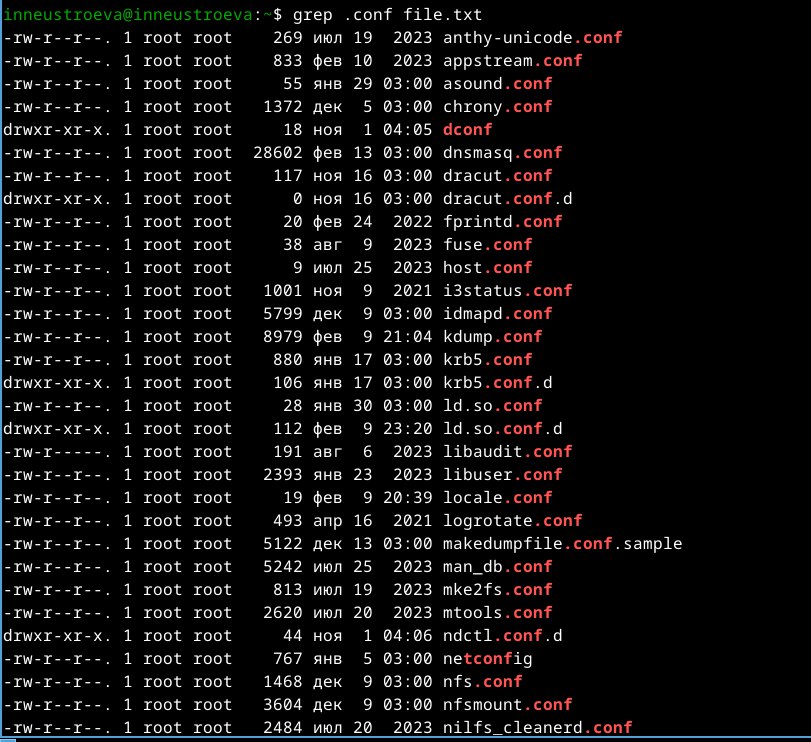 inneustroeva@inneustroeva:~$ grep .conf file.txt
-rw-r--r--. 1 root root    269 июл 19  2023 anthy-unicode.conf
-rw-r--r--. 1 root root    833 фев 10  2023 appstream.conf
-rw-r--r--. 1 root root     55 янв 29 03:00 asound.conf
-rw-r--r--. 1 root root   1372 дек  5 03:00 chrony.conf
drwxr-xr-x. 1 root root     18 ноя  1 04:05 dconf
-rw-r--r--. 1 root root  28602 фев 13 03:00 dnsmasq.conf
-rw-r--r--. 1 root root    117 ноя 16 03:00 dracut.conf
drwxr-xr-x. 1 root root      0 ноя 16 03:00 dracut.conf.d
-rw-r--r--. 1 root root     20 фев 24  2022 fprintd.conf
-rw-r--r--. 1 root root     38 авг  9  2023 fuse.conf
-rw-r--r--. 1 root root      9 июл 25  2023 host.conf
-rw-r--r--. 1 root root   1001 ноя  9  2021 i3status.conf
-rw-r--r--. 1 root root   5799 дек  9 03:00 idmapd.conf
-rw-r--r--. 1 root root   8979 фев  9 21:04 kdump.conf
-rw-r--r--. 1 root root    880 янв 17 03:00 krb5.conf
drwxr-xr-x. 1 root root    106 янв 17 03:00 krb5.conf.d
-rw-r--r--. 1 root root     28 янв 30 03:00 ld.so.conf
drwxr-xr-x. 1 root root    112 фев  9 23:20 ld.so.conf.d
-rw-r-----. 1 root root    191 авг  6  2023 libaudit.conf
-rw-r--r--. 1 root root   2393 янв 23  2023 libuser.conf
-rw-r--r--. 1 root root     19 фев  9 20:39 locale.conf
-rw-r--r--. 1 root root    493 апр 16  2021 logrotate.conf
-rw-r--r--. 1 root root   5122 дек 13 03:00 makedumpfile.conf.sample
-rw-r--r--. 1 root root   5242 июл 25  2023 man_db.conf
-rw-r--r--. 1 root root    813 июл 19  2023 mke2fs.conf
-rw-r--r--. 1 root root   2620 июл 20  2023 mtools.conf
drwxr-xr-x. 1 root root     44 ноя  1 04:06 ndctl.conf.d
-rw-r--r--. 1 root root    767 янв  5 03:00 netconfig
-rw-r--r--. 1 root root   1468 дек  9 03:00 nfs.conf
-rw-r--r--. 1 root root   3604 дек  9 03:00 nfsmount.conf
-rw-r--r--. 1 root root   2484 июл 20  2023 nilfs_cleanerd.conf